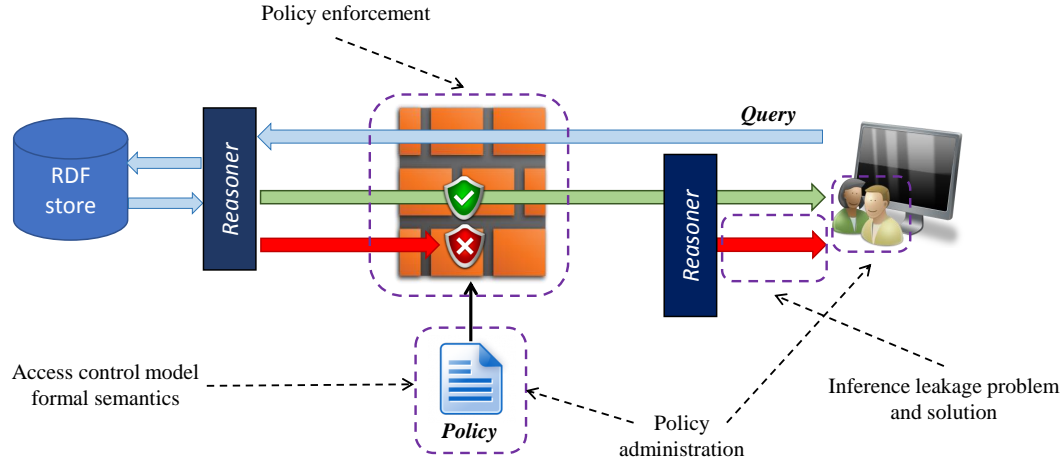 Policy enforcement
Query
RDF
store
Reasoner
Reasoner
Access control model
formal semantics
Policy
Policy
administration
Inference leakage problem
and solution